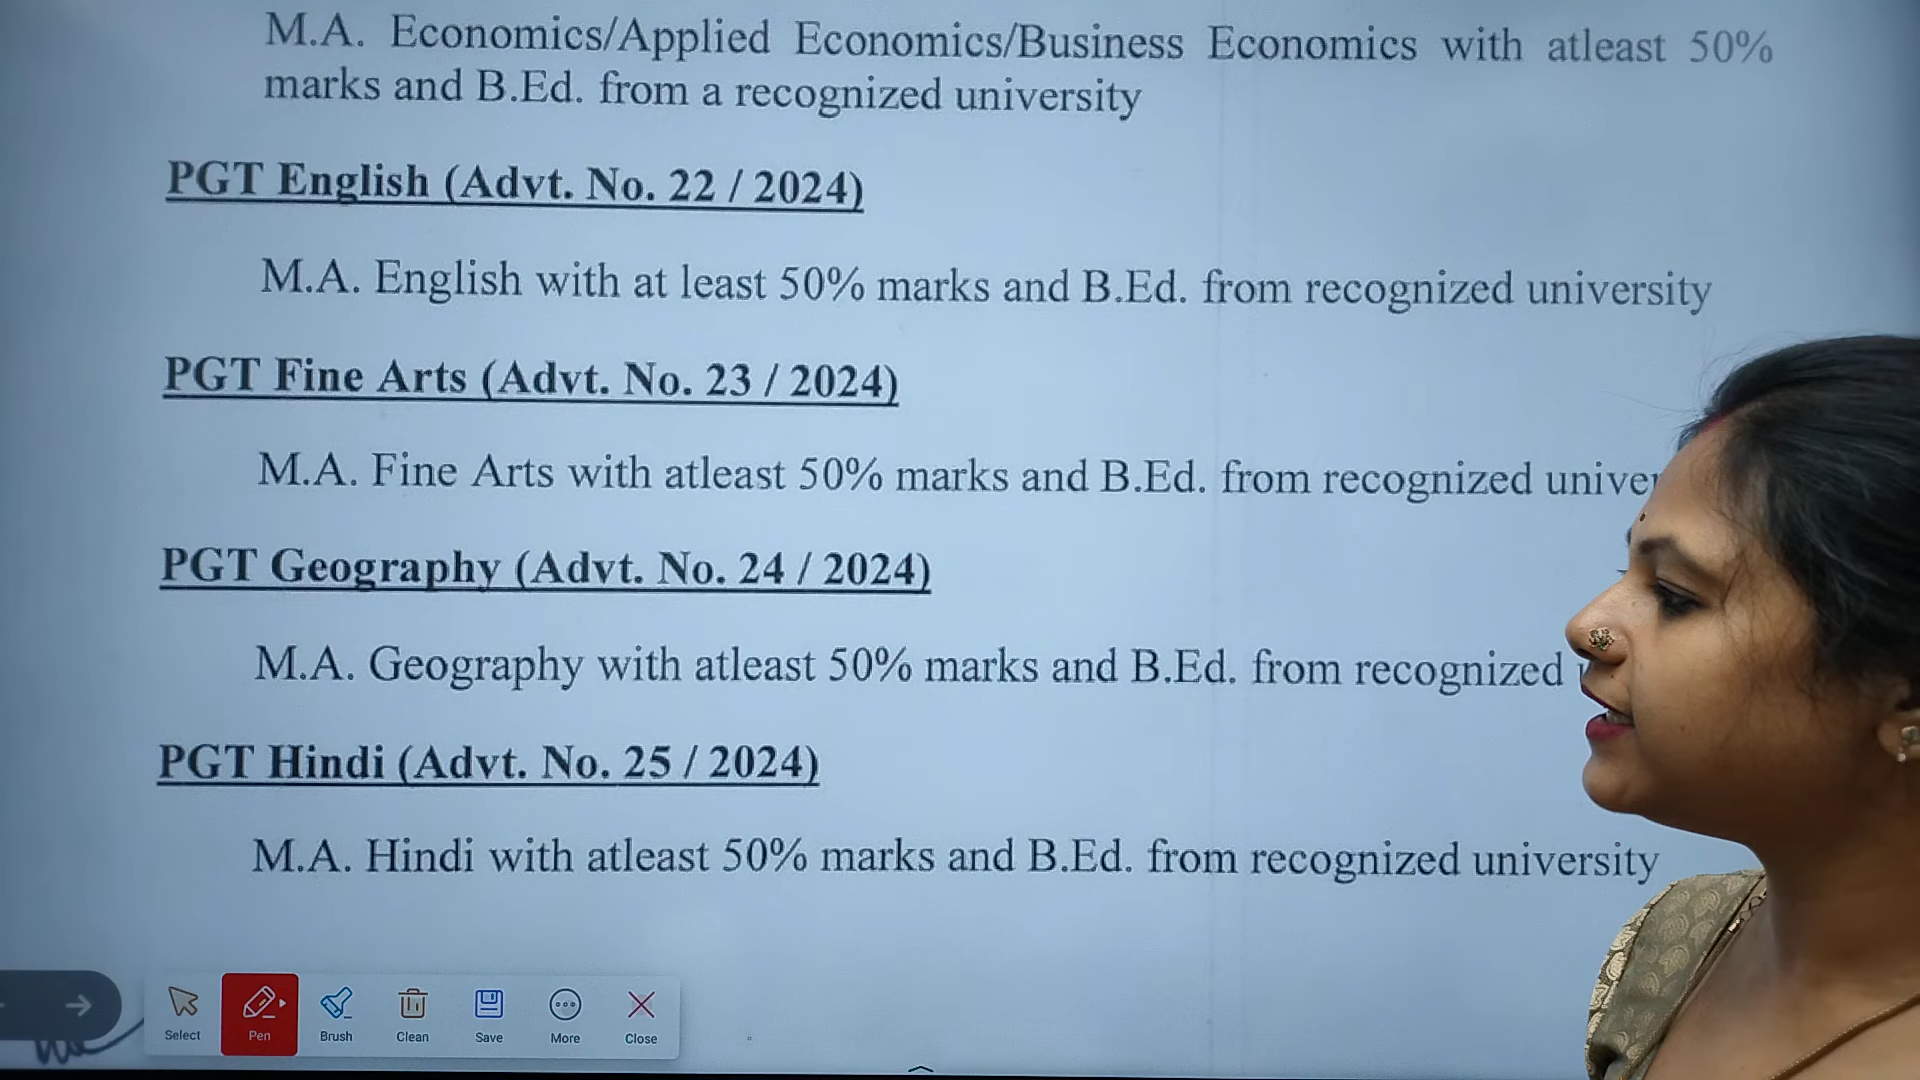 M.A. Economics/Applied Economics/Business Economics with atleast 50%
marks and B.Ed. from a recognized university
PGT English (Advt. No. 22 / 2024)
M.A. English with at least 50% marks and B.Ed. from recognized university
PGT Fine Arts (Advt. No. 23 / 2024)
M.A. Fine Arts with atleast 50% marks and B.Ed. from recognized
PGT Geography (Advt. No. 24 / 2024)
M.A. Geography with atleast 50% marks and B.Ed. from recognized
PGT Hindi (Advt. No. 25 / 2024)
M.A. Hindi with atleast 50% marks and B.Ed. from recognized university
Select Pen Brush Clean Save More Close